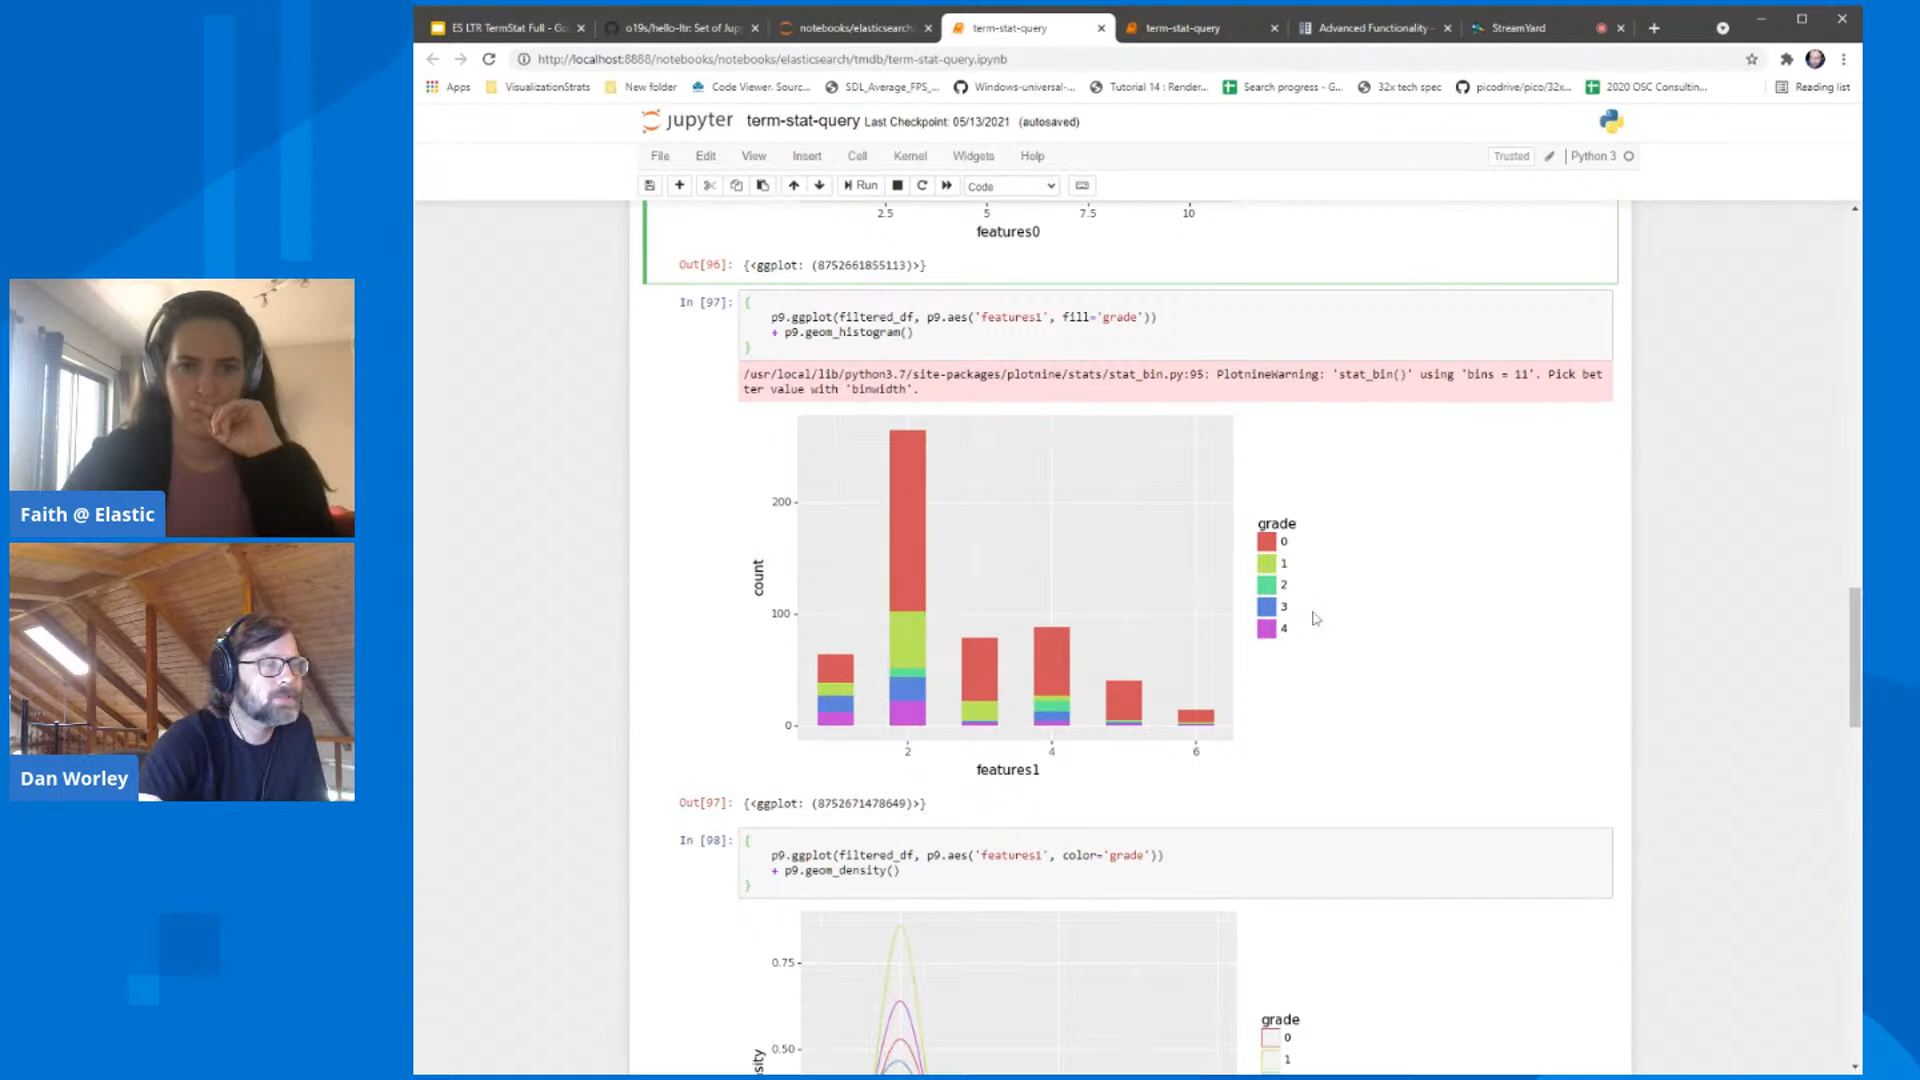 ES LTR TermStat Full - Go
o19s/hello-ltr: Set of Jup
notebooks/elasticsearch
term-stat-query
term-stat-query
Advanced Functionality -
StreamYard
http://localhost:8888/notebooks/notebooks/elasticsearch/tmdb/term-stat-query.ipynb
Apps
VisualizationStrats
New folder
Code Viewer. Sourc...
SDL_Average_FPS_...
Windows-universal-...
Tutorial 14 : Render...
Search progress - G...
32x tech spec
picodrive/pico/32x...
2020 OSC Consultin...
Reading list
jupyter term-stat-query Last Checkpoint: 05/13/2021 (autosaved)
File Edit View Insert Cell Kernel Widgets Help
Trusted
Python 3
Run
Code
2.5 5 7.5 10
features0
Out[96]: {<ggplot: (8752661855113)>}
In [97]: {
p9.ggplot(filtered_df, p9.aes('features1', fill='grade'))
+ p9.geom_histogram()
}
/usr/local/lib/python3.7/site-packages/plotnine/stats/stat_bin.py:95: PlotnineWarning: 'stat_bin()' using 'bins = 11'. Pick bet
ter value with 'binwidth'.
200
100
0
count
2 4 6
features1
grade
0
1
2
3
4
Out[97]: {<ggplot: (8752671478649)>}
In [98]: {
p9.ggplot(filtered_df, p9.aes('features1', color='grade'))
+ p9.geom_density()
}
0.75
0.50
sity
grade
0
1
Faith @ Elastic
Dan Worley